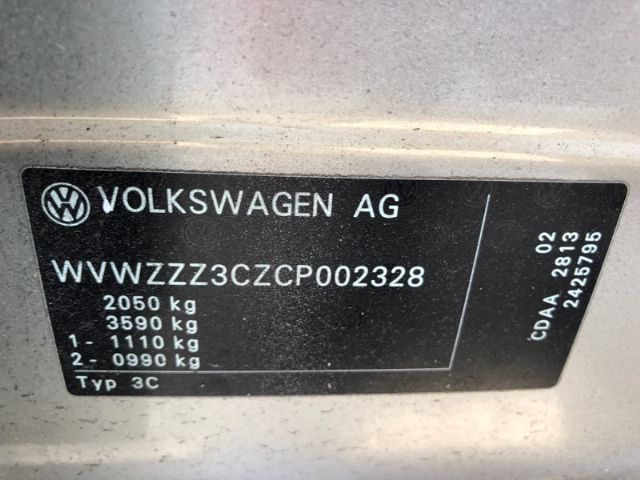 VOLKSWAGEN AG
WVWZZZ3CZCP002328
2050 kg
3590 kg
1- 1110 kg
2- 0990 kg
Typ 3C
02
CDAA 2813
2425795